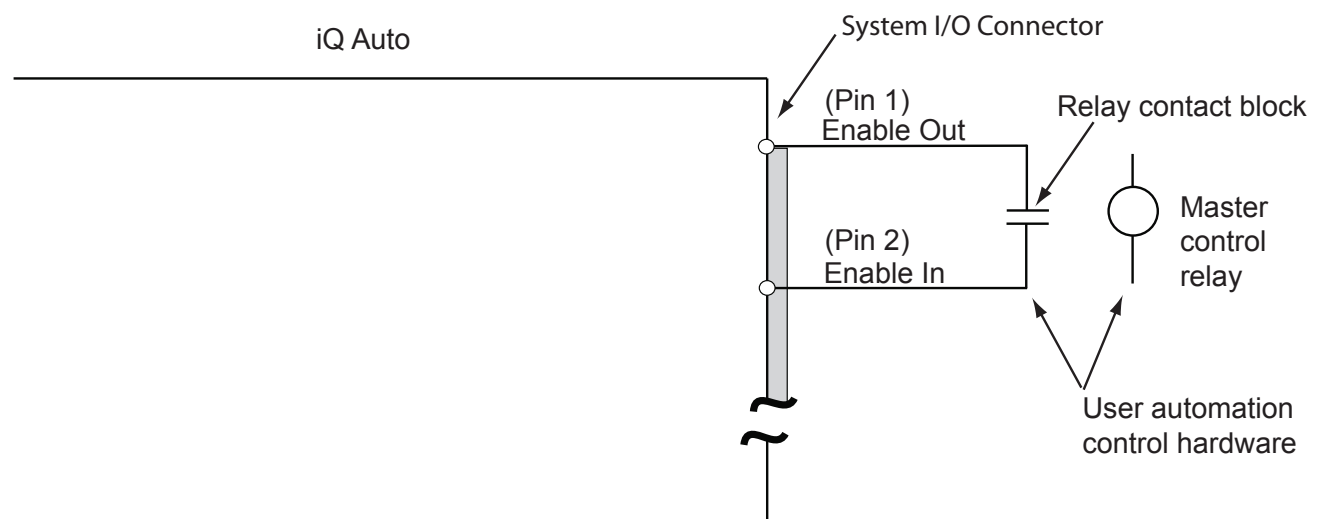 iQ Auto
System I/O Connector
(Pin 1)
Enable Out
Relay contact block
Master
control
relay
(Pin 2)
Enable In
User automation
control hardware